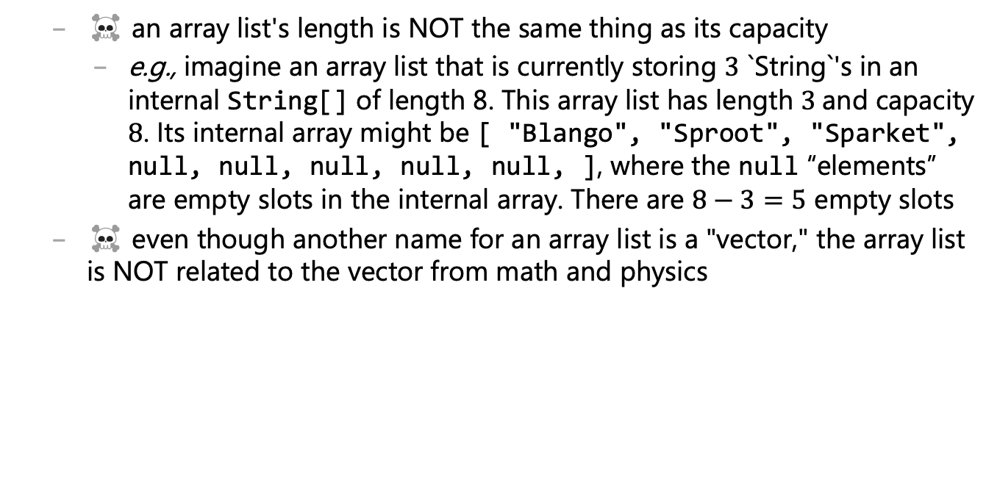 – ☠️ an array list's length is NOT the same thing as its capacity
– e.g., imagine an array list that is currently storing 3 `String`'s in an
internal String[] of length 8. This array list has length 3 and capacity
8. Its internal array might be [ "Blango", "Sproot", "Sparket",
null, null, null, null, null, ], where the null “elements”
are empty slots in the internal array. There are 8 − 3 = 5 empty slots
– ☠️ even though another name for an array list is a "vector," the array list
is NOT related to the vector from math and physics